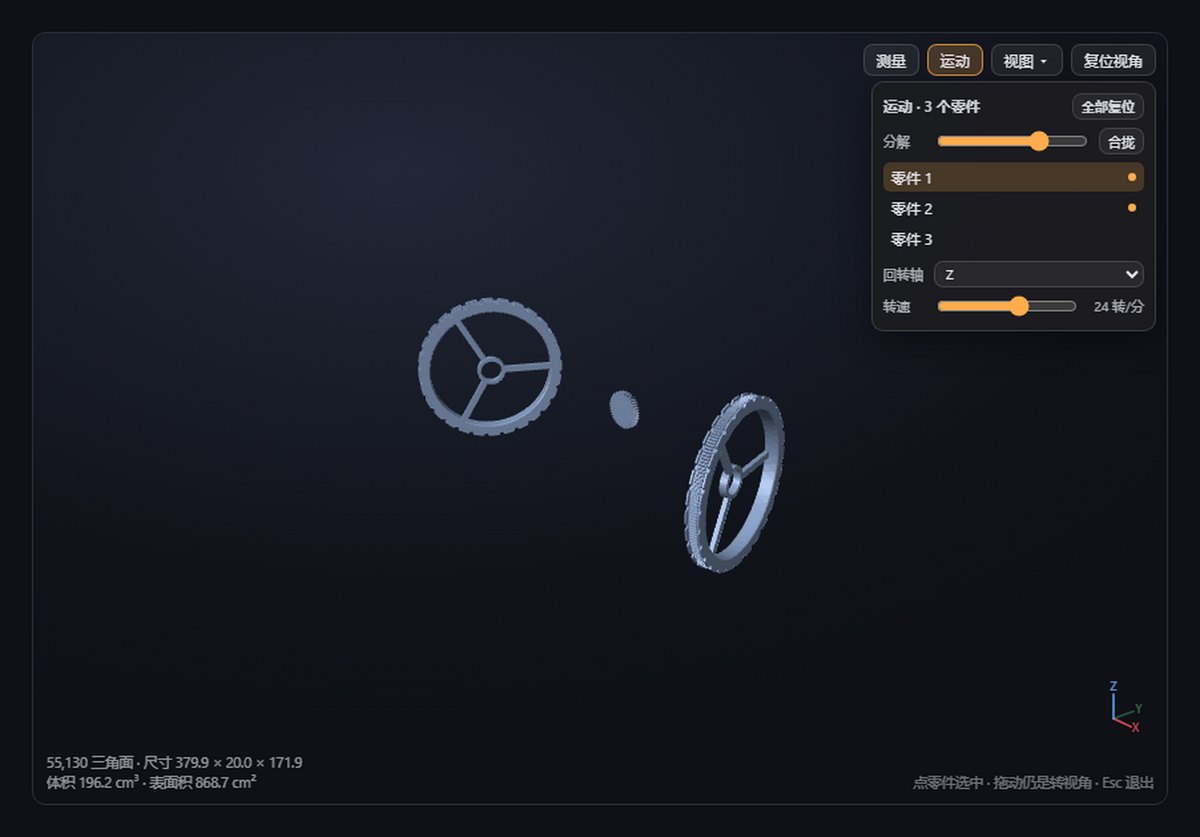 测量 运动 视图 复位视角
运动 · 3 个零件 全部复位
分解 合拢
零件 1
零件 2
零件 3
回转轴 Z
转速 24 转/分
Z
Y
X
55,130 三角面 · 尺寸 379.9 × 20.0 × 171.9
体积 196.2 cm³ · 表面积 868.7 cm²
点零件选中 · 拖动仍是转视角 · Esc 退出